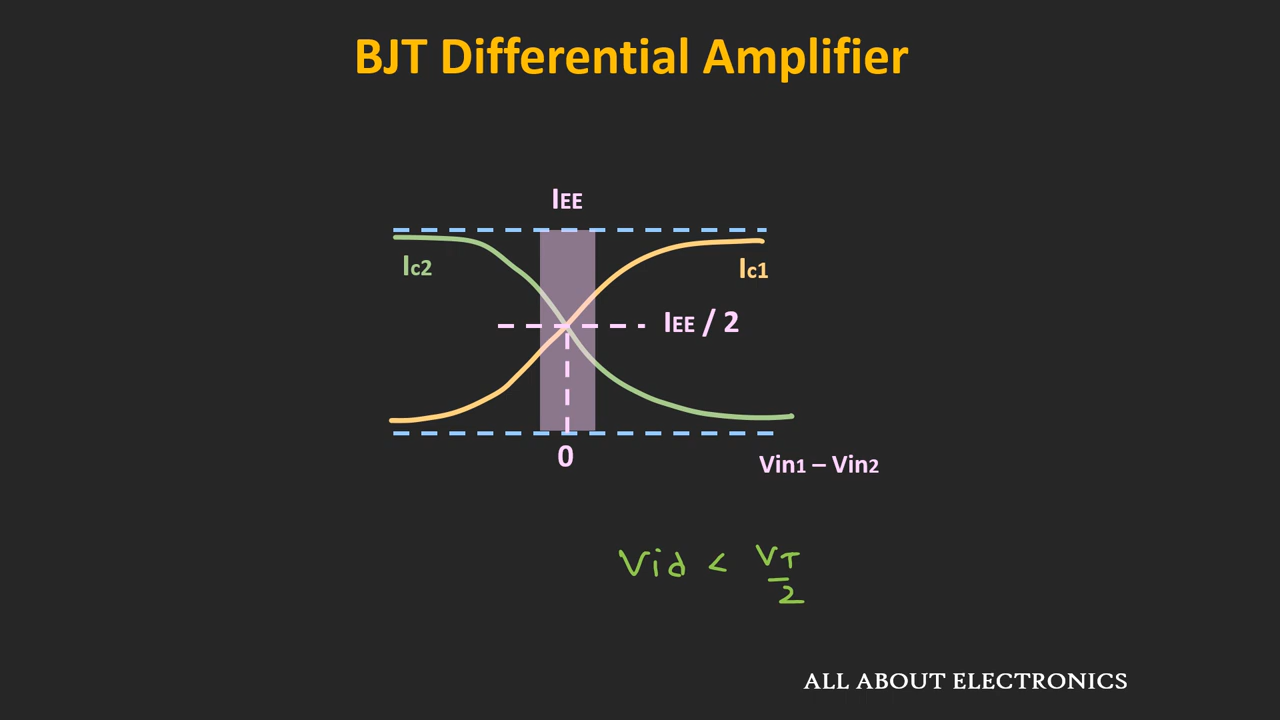 BJT Differential Amplifier
IEE
Ic2
Ic1
IEE / 2
0
Vin1 – Vin2
Vid < VT
2
ALL ABOUT ELECTRONICS